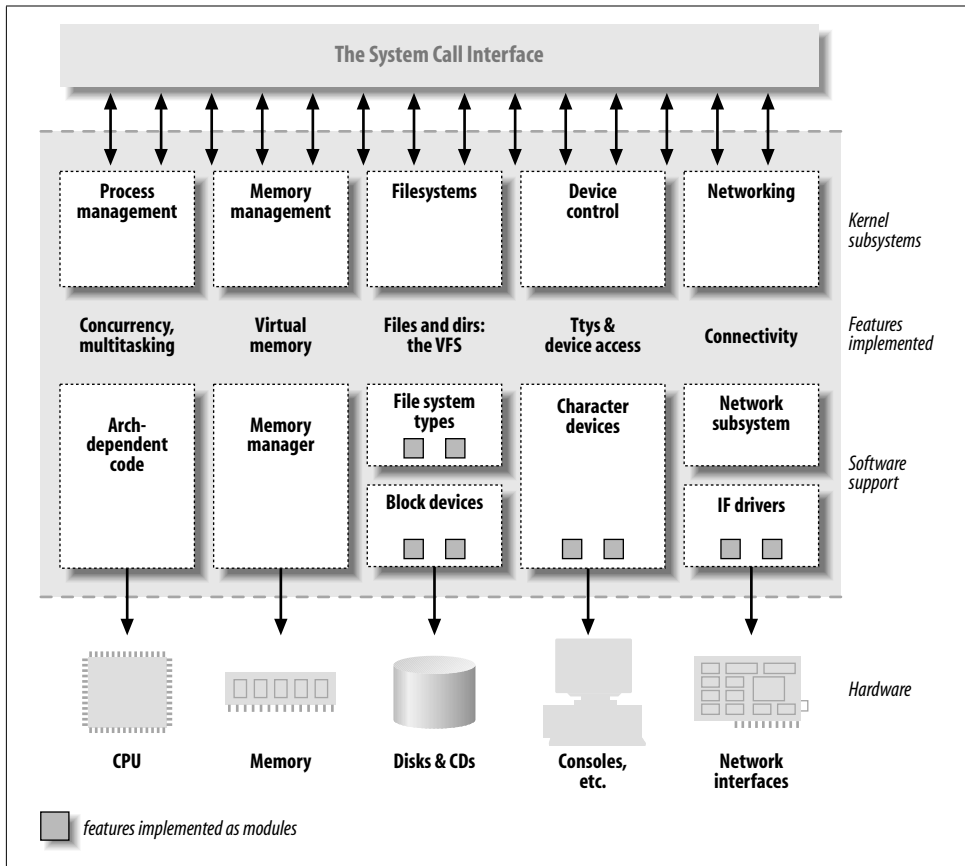 The System Call Interface
Process
management
Memory
management
Filesystems
Device
control
Networking
Kernel
subsystems
Concurrency,
multitasking
Virtual
memory
Files and dirs:
the VFS
Ttys &
device access
Connectivity
Features
implemented
Arch-
dependent
code
Memory
manager
File system
types
Block devices
Character
devices
Network
subsystem
IF drivers
Software
support
Hardware
CPU
Memory
Disks & CDs
Consoles,
etc.
Network
interfaces
features implemented as modules